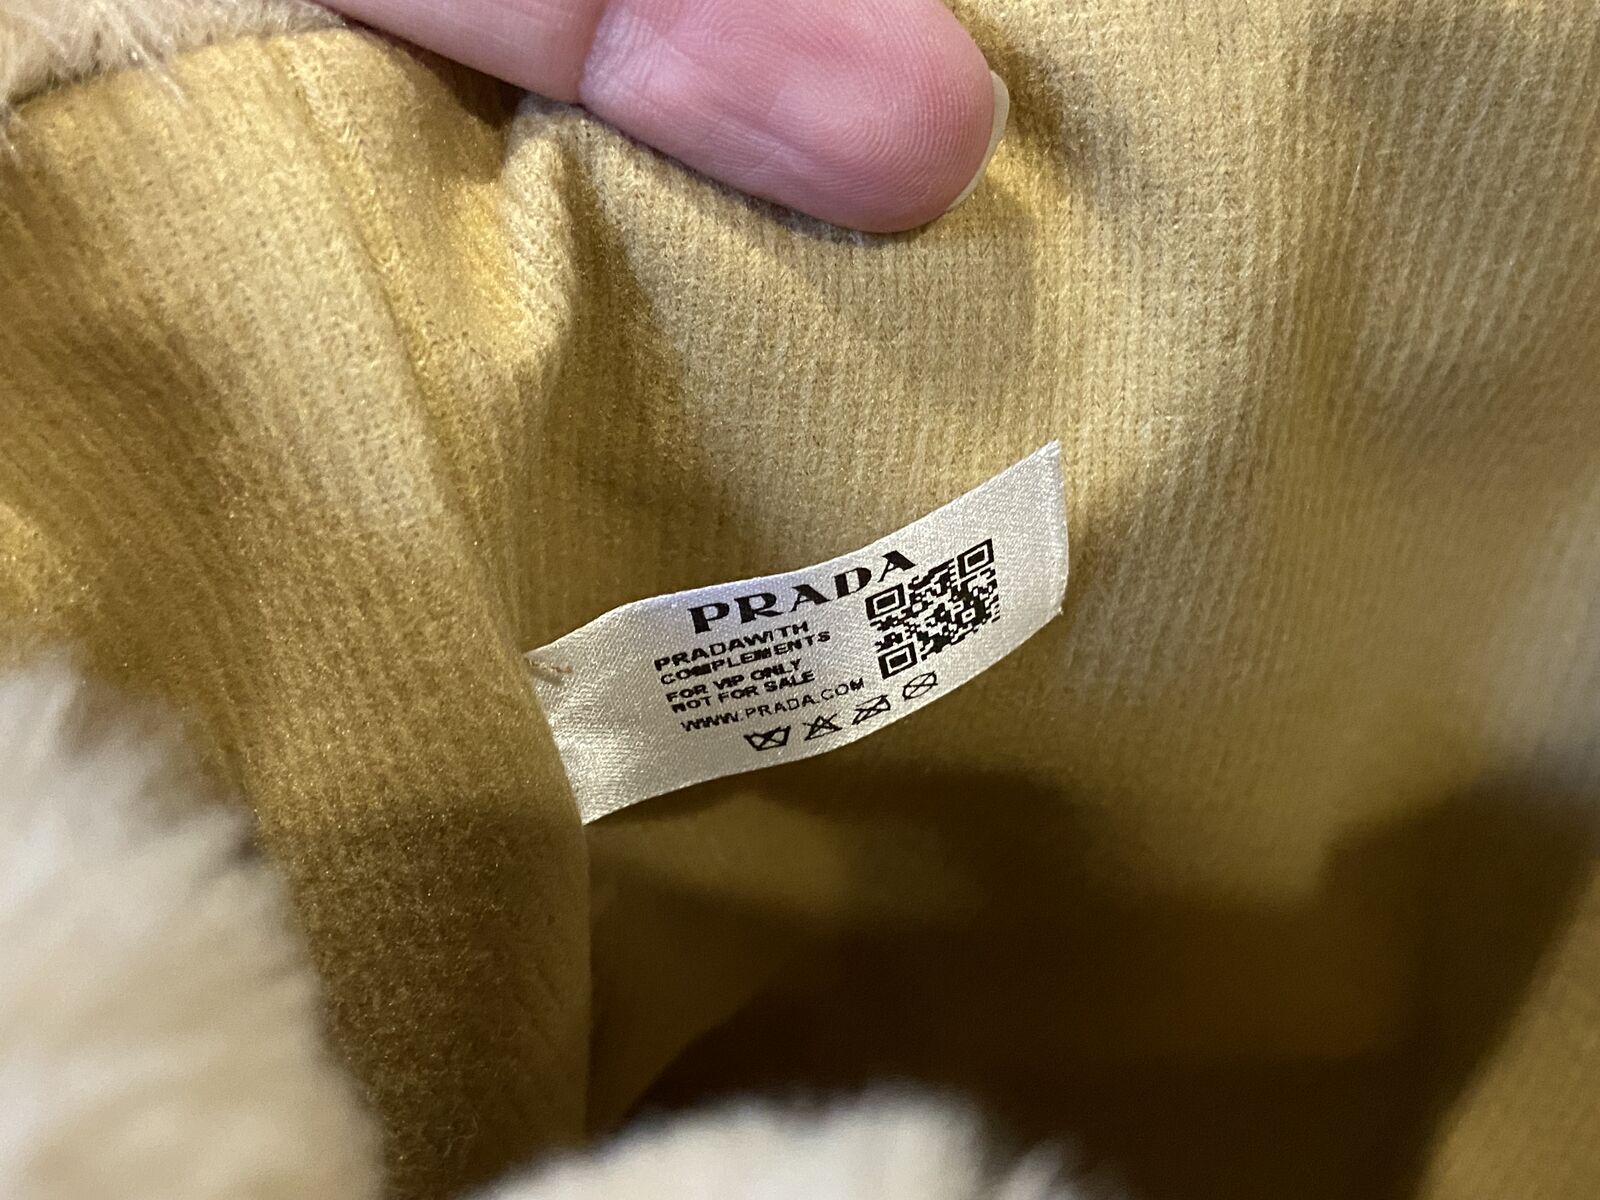 PRADA
PRADAWITH
COMPLEMENTS
FOR VIP ONLY
NOT FOR SALE
WWW.PRADA.COM